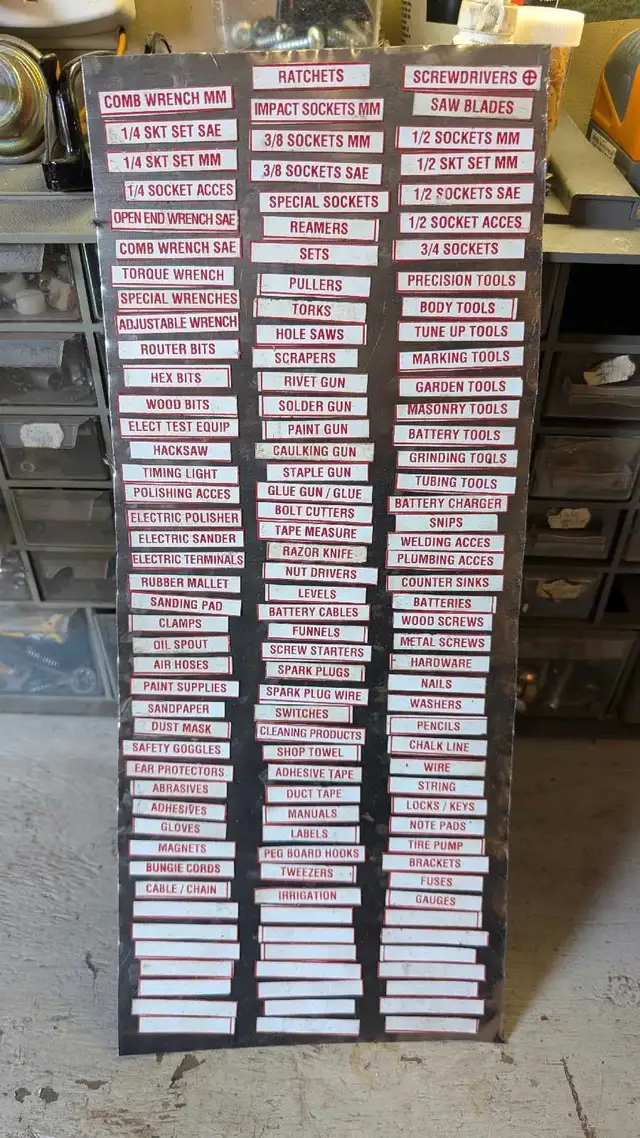 COMB WRENCH MM
1/4 SKT SET SAE
1/4 SKT SET MM
1/4 SOCKET ACCES
OPEN END WRENCH SAE
COMB WRENCH SAE
TORQUE WRENCH
SPECIAL WRENCHES
ADJUSTABLE WRENCH
ROUTER BITS
HEX BITS
WOOD BITS
ELECT TEST EQUIP
HACKSAW
TIMING LIGHT
POLISHING ACCES
ELECTRIC POLISHER
ELECTRIC SANDER
ELECTRIC TERMINALS
RUBBER MALLET
SANDING PAD
CLAMPS
OIL SPOUT
AIR HOSES
PAINT SUPPLIES
SANDPAPER
DUST MASK
SAFETY GOGGLES
EAR PROTECTORS
ABRASIVES
ADHESIVES
GLOVES
MAGNETS
BUNGIE CORDS
CABLE / CHAIN
RATCHETS
IMPACT SOCKETS MM
3/8 SOCKETS MM
3/8 SOCKETS SAE
SPECIAL SOCKETS
REAMERS
SETS
PULLERS
TORKS
HOLE SAWS
SCRAPERS
RIVET GUN
SOLDER GUN
PAINT GUN
CAULKING GUN
STAPLE GUN
GLUE GUN / GLUE
BOLT CUTTERS
TAPE MEASURE
RAZOR KNIFE
NUT DRIVERS
LEVELS
BATTERY CABLES
FUNNELS
SCREW STARTERS
SPARK PLUGS
SPARK PLUG WIRE
SWITCHES
CLEANING PRODUCTS
SHOP TOWEL
ADHESIVE TAPE
DUCT TAPE
MANUALS
LABELS
PEG BOARD HOOKS
TWEEZERS
IRRIGATION
SCREWDRIVERS ⊕
SAW BLADES
1/2 SOCKETS MM
1/2 SKT SET MM
1/2 SOCKETS SAE
1/2 SOCKET ACCES
3/4 SOCKETS
PRECISION TOOLS
BODY TOOLS
TUNE UP TOOLS
MARKING TOOLS
GARDEN TOOLS
MASONRY TOOLS
BATTERY TOOLS
GRINDING TOOLS
TUBING TOOLS
BATTERY CHARGER
SNIPS
WELDING ACCES
PLUMBING ACCES
COUNTER SINKS
BATTERIES
WOOD SCREWS
METAL SCREWS
HARDWARE
NAILS
WASHERS
PENCILS
CHALK LINE
WIRE
STRING
LOCKS / KEYS
NOTE PADS
TIRE PUMP
BRACKETS
FUSES
GAUGES